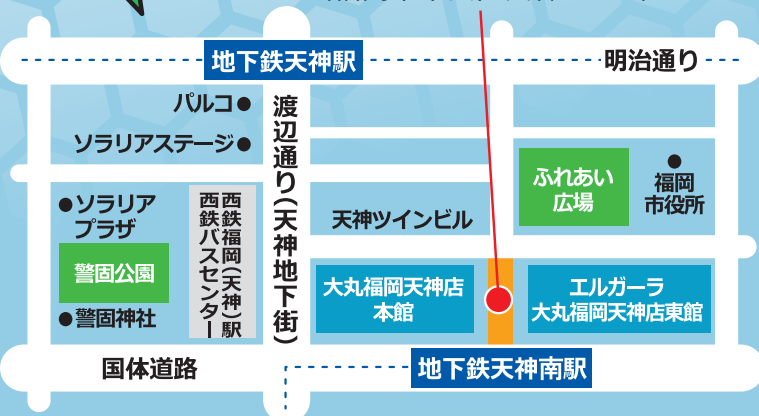 地下鉄天神駅
明治通り
パルコ
ソラリアステージ
渡辺通り(天神地下街)
ふれあい
広場
福岡
市役所
ソラリア
プラザ
西鉄福岡(天神)駅
西鉄バスセンター
天神ツインビル
警固公園
大丸福岡天神店
本館
エルガーラ
大丸福岡天神店東館
警固神社
国体道路
地下鉄天神南駅